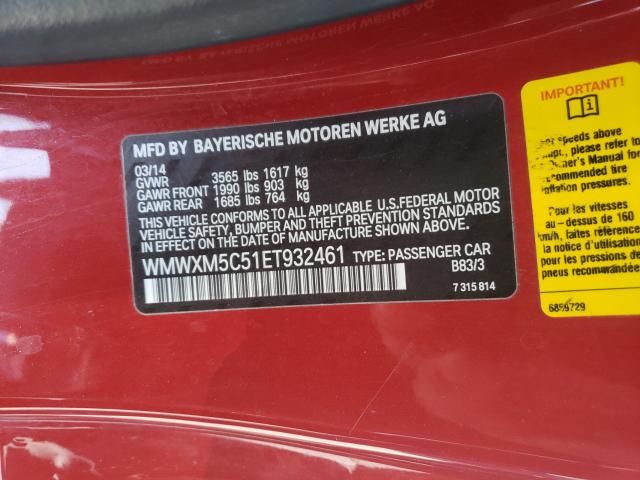 MFD BY BAYERISCHE MOTOREN WERKE AG
03/14
GVWR 3565 lbs 1617 kg
GAWR FRONT 1990 lbs 903 kg
GAWR REAR 1685 lbs 764 kg
THIS VEHICLE CONFORMS TO ALL APPLICABLE U.S.FEDERAL MOTOR
VEHICLE SAFETY, BUMPER AND THEFT PREVENTION STANDARDS
IN EFFECT ON THE DATE OF MANUFACTURE SHOWN ABOVE.
WMWXM5C51ET932461 TYPE: PASSENGER CAR
B83/3
7 315 814
IMPORTANT!
speeds above
please refer to
Owner's Manual for
recommended tire
inflation pressures.
Pour les vitesses
au-dessus de 160
km/h, faites référence
la notice d'utilisation
pour les pressions de